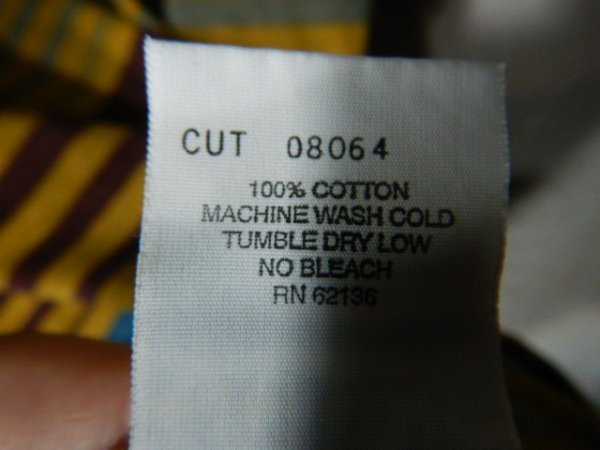 CUT 08064
100% COTTON
MACHINE WASH COLD
TUMBLE DRY LOW
NO BLEACH
RN 62136